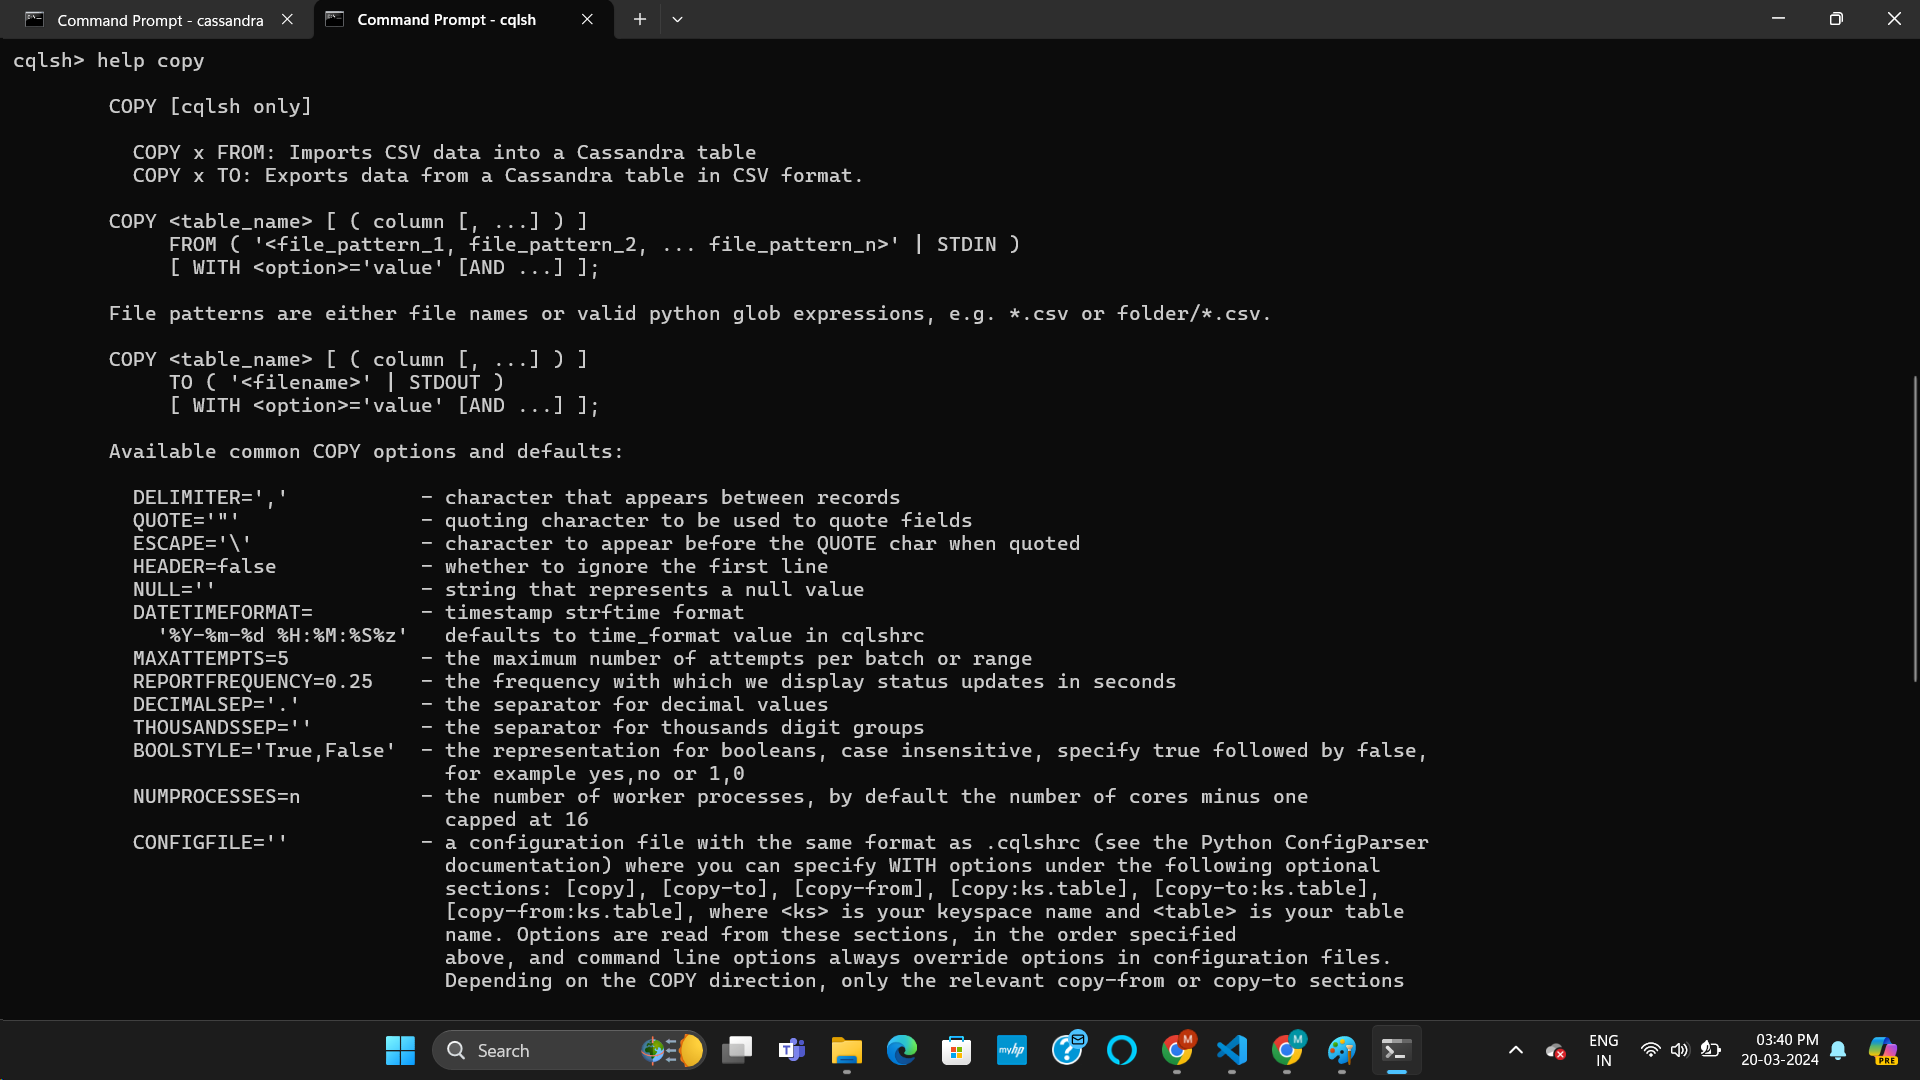 Command Prompt - cassandra
Command Prompt - cqlsh
cqlsh> help copy
COPY [cqlsh only]
COPY x FROM: Imports CSV data into a Cassandra table
COPY x TO: Exports data from a Cassandra table in CSV format.
COPY <table_name> [ ( column [, ...] ) ]
FROM ( '<file_pattern_1, file_pattern_2, ... file_pattern_n>' | STDIN )
[ WITH <option>='value' [AND ...] ];
File patterns are either file names or valid python glob expressions, e.g. *.csv or folder/*.csv.
COPY <table_name> [ ( column [, ...] ) ]
TO ( '<filename>' | STDOUT )
[ WITH <option>='value' [AND ...] ];
Available common COPY options and defaults:
DELIMITER=',' - character that appears between records
QUOTE='"' - quoting character to be used to quote fields
ESCAPE='\' - character to appear before the QUOTE char when quoted
HEADER=false - whether to ignore the first line
NULL='' - string that represents a null value
DATETIMEFORMAT= - timestamp strftime format
'%Y-%m-%d %H:%M:%S%z' defaults to time_format value in cqlshrc
MAXATTEMPTS=5 - the maximum number of attempts per batch or range
REPORTFREQUENCY=0.25 - the frequency with which we display status updates in seconds
DECIMALSEP='.' - the separator for decimal values
THOUSANDSSEP='' - the separator for thousands digit groups
BOOLSTYLE='True,False' - the representation for booleans, case insensitive, specify true followed by false,
for example yes,no or 1,0
NUMPROCESSES=n - the number of worker processes, by default the number of cores minus one
capped at 16
CONFIGFILE='' - a configuration file with the same format as .cqlshrc (see the Python ConfigParser
documentation) where you can specify WITH options under the following optional
sections: [copy], [copy-to], [copy-from], [copy:ks.table], [copy-to:ks.table],
[copy-from:ks.table], where <ks> is your keyspace name and <table> is your table
name. Options are read from these sections, in the order specified
above, and command line options always override options in configuration files.
Depending on the COPY direction, only the relevant copy-from or copy-to sections
Search
myhp
M
M
ENG
IN
03:40 PM
20-03-2024
PRE